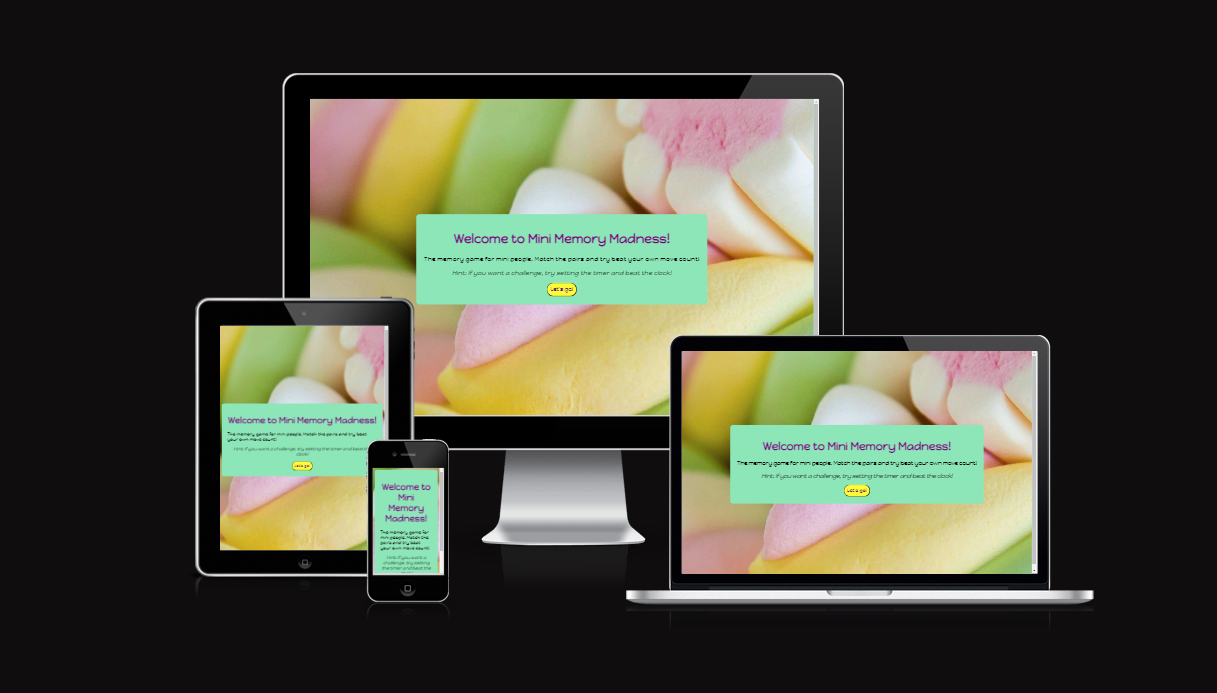 Welcome to Mini Memory Madness!
The memory game for mini people. Match the pairs and try beat your own move count!
Hint: If you want a challenge, try setting the timer and beat the clock!
Let's go!
Welcome to Mini Memory Madness!
The memory game for mini people. Match the pairs and try beat
your own move count!
Hint: If you want a challenge, try setting the timer and beat the
clock!
Let's go!
Welcome to
Mini
Memory
Madness!
The memory game for
mini people. Match the
pairs and try beat
your own move count!
Hint: If you want a
challenge, try setting
the timer and beat the
Welcome to Mini Memory Madness!
The memory game for mini people. Match the pairs and try beat your own move count!
Hint: If you want a challenge, try setting the timer and beat the clock!
Let's go!